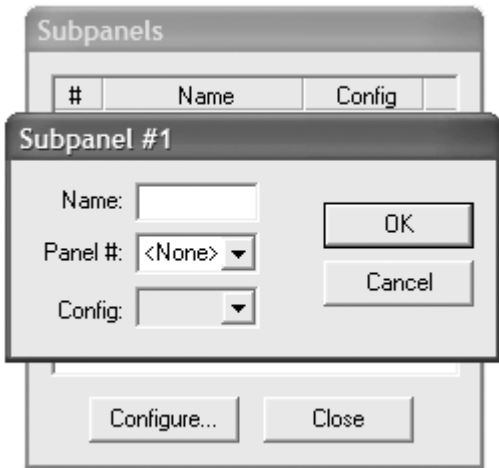 Subpanels
# Name Config
Subpanel #1
Name:
OK
Panel #: <None>
Cancel
Config:
Configure... Close